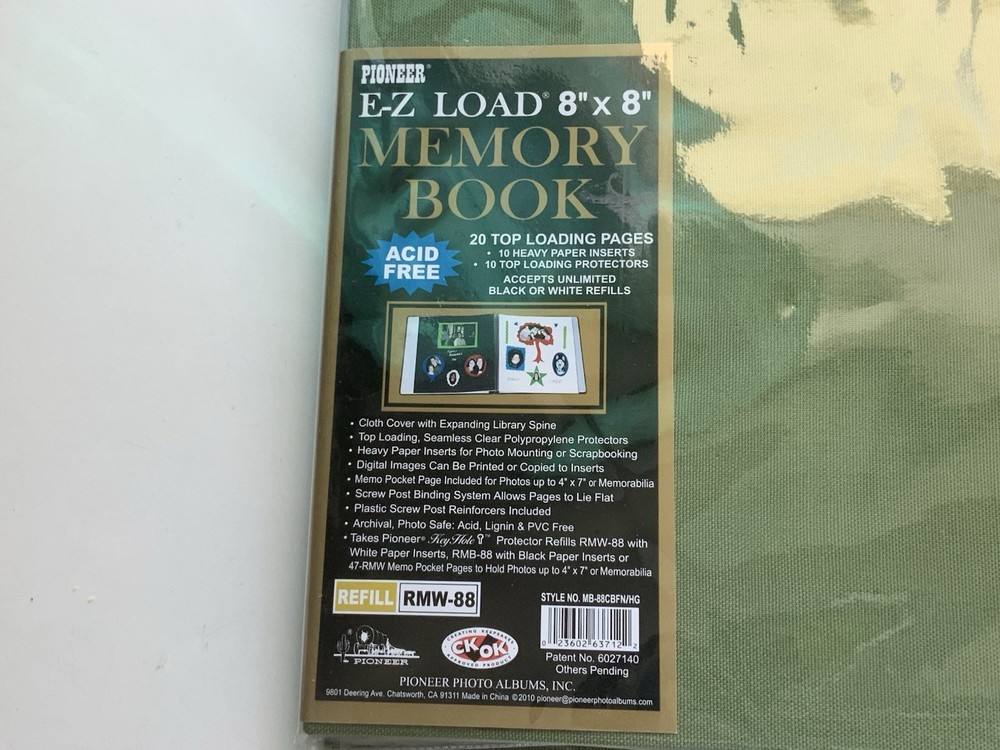 PIONEER®
E-Z LOAD® 8" x 8"
MEMORY
BOOK
ACID
FREE
20 TOP LOADING PAGES
• 10 HEAVY PAPER INSERTS
• 10 TOP LOADING PROTECTORS
ACCEPTS UNLIMITED
BLACK OR WHITE REFILLS
• Cloth Cover with Expanding Library Spine
• Top Loading, Seamless Clear Polypropylene Protectors
• Heavy Paper Inserts for Photo Mounting or Scrapbooking
• Digital Images Can Be Printed or Copied to Inserts
• Memo Pocket Page Included for Photos up to 4" x 7" or Memorabilia
• Screw Post Binding System Allows Pages to Lie Flat
• Plastic Screw Post Reinforcers Included
• Archival, Photo Safe: Acid, Lignin & PVC Free
• Takes Pioneer® KeyHole™ Protector Refills RMW-88 with
White Paper Inserts, RMB-88 with Black Paper Inserts or
47-RMW Memo Pocket Pages to Hold Photos up to 4" x 7" or Memorabilia
REFILL RMW-88
STYLE NO. MB-88CBFN/HG
0 23602 63712 2
PIONEER
CREATING KEEPSAKES
CK OK
APPROVED PRODUCT
Patent No. 6027140
Others Pending
PIONEER PHOTO ALBUMS, INC.
9801 Deering Ave. Chatsworth, CA 91311 Made in China ©2010 pioneer@pioneerphotoalbums.com